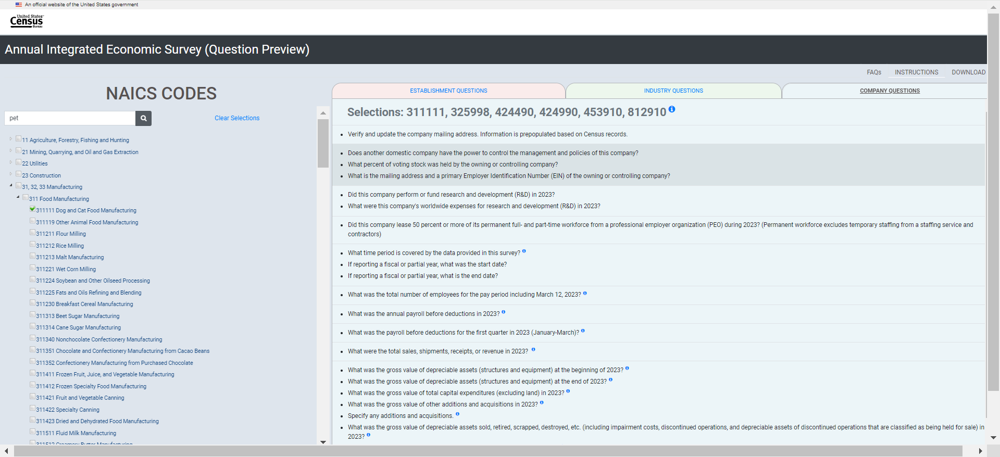 An official website of the United States government
United States®
Census
Bureau
Annual Integrated Economic Survey (Question Preview)
FAQs
INSTRUCTIONS
DOWNLOAD
NAICS CODES
pet
Clear Selections
11 Agriculture, Forestry, Fishing and Hunting
21 Mining, Quarrying, and Oil and Gas Extraction
22 Utilities
23 Construction
31, 32, 33 Manufacturing
311 Food Manufacturing
311111 Dog and Cat Food Manufacturing
311119 Other Animal Food Manufacturing
311211 Flour Milling
311212 Rice Milling
311213 Malt Manufacturing
311221 Wet Corn Milling
311224 Soybean and Other Oilseed Processing
311225 Fats and Oils Refining and Blending
311230 Breakfast Cereal Manufacturing
311313 Beet Sugar Manufacturing
311314 Cane Sugar Manufacturing
311340 Nonchocolate Confectionery Manufacturing
311351 Chocolate and Confectionery Manufacturing from Cacao Beans
311352 Confectionery Manufacturing from Purchased Chocolate
311411 Frozen Fruit, Juice, and Vegetable Manufacturing
311412 Frozen Specialty Food Manufacturing
311421 Fruit and Vegetable Canning
311422 Specialty Canning
311423 Dried and Dehydrated Food Manufacturing
311511 Fluid Milk Manufacturing
311512 Creamery Butter Manufacturing
ESTABLISHMENT QUESTIONS
INDUSTRY QUESTIONS
COMPANY QUESTIONS
Selections: 311111, 325998, 424490, 424990, 453910, 812910
Verify and update the company mailing address. Information is prepopulated based on Census records.
Does another domestic company have the power to control the management and policies of this company?
What percent of voting stock was held by the owning or controlling company?
What is the mailing address and a primary Employer Identification Number (EIN) of the owning or controlling company?
Did this company perform or fund research and development (R&D) in 2023?
What were this company's worldwide expenses for research and development (R&D) in 2023?
Did this company lease 50 percent or more of its permanent full- and part-time workforce from a professional employer organization (PEO) during 2023? (Permanent workforce excludes temporary staffing from a staffing service and
contractors)
What time period is covered by the data provided in this survey?
If reporting a fiscal or partial year, what was the start date?
If reporting a fiscal or partial year, what is the end date?
What was the total number of employees for the pay period including March 12, 2023?
What was the annual payroll before deductions in 2023?
What was the payroll before deductions for the first quarter in 2023 (January-March)?
What were the total sales, shipments, receipts, or revenue in 2023?
What was the gross value of depreciable assets (structures and equipment) at the beginning of 2023?
What was the gross value of depreciable assets (structures and equipment) at the end of 2023?
What was the gross value of total capital expenditures (excluding land) in 2023?
What was the gross value of other additions and acquisitions in 2023?
Specify any additions and acquisitions.
What was the gross value of depreciable assets sold, retired, scrapped, destroyed, etc. (including impairment costs, discontinued operations, and depreciable assets of discontinued operations that are classified as being held for sale) in
2023?